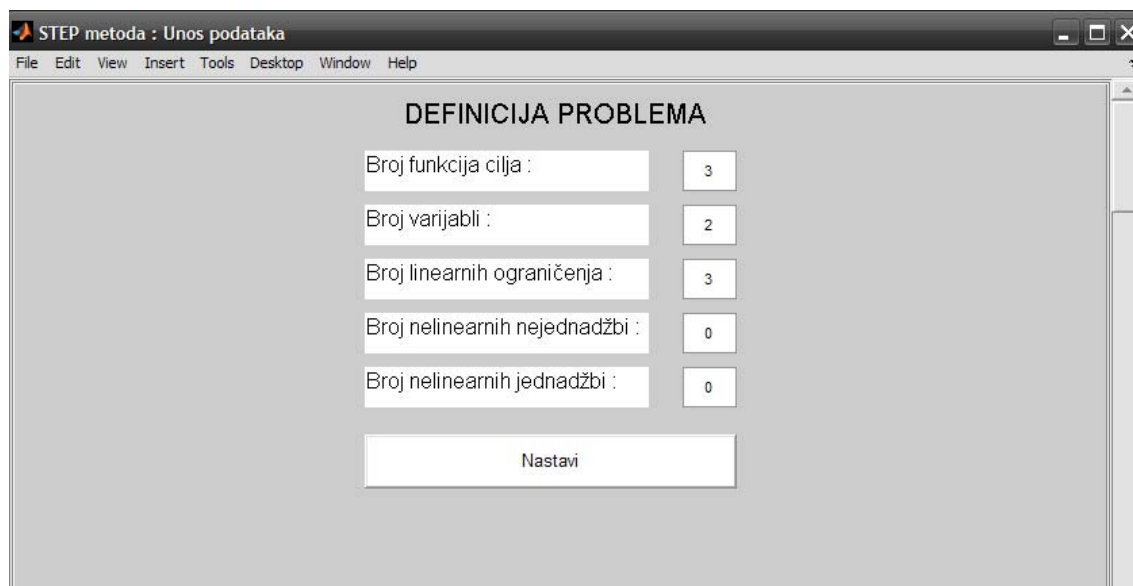 STEP metoda : Unos podataka
File Edit View Insert Tools Desktop Window Help
DEFINICIJA PROBLEMA
Broj funkcija cilja : 3
Broj varijabli : 2
Broj linearnih ograničenja : 3
Broj nelinearnih nejednadžbi : 0
Broj nelinearnih jednadžbi : 0
Nastavi